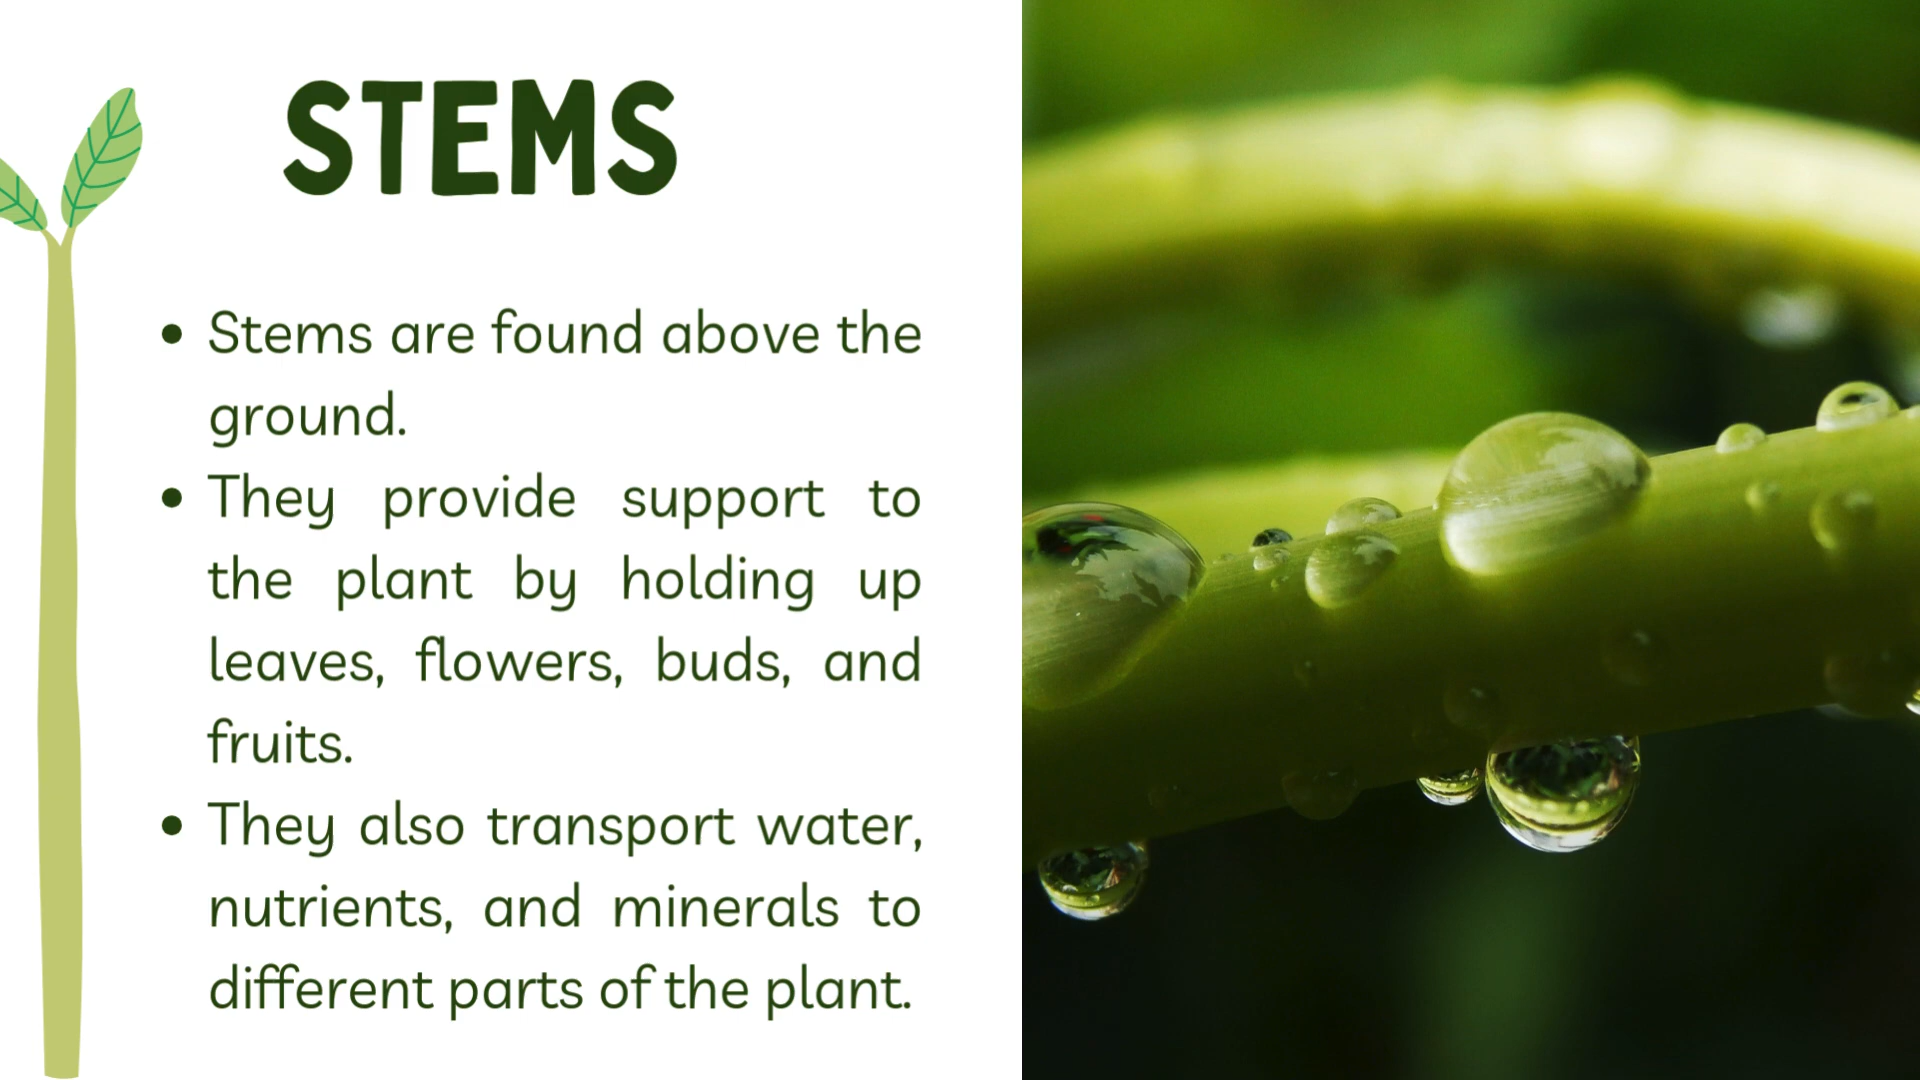 STEMS
• Stems are found above the
ground.
• They provide support to
the plant by holding up
leaves, flowers, buds, and
fruits.
• They also transport water,
nutrients, and minerals to
different parts of the plant.